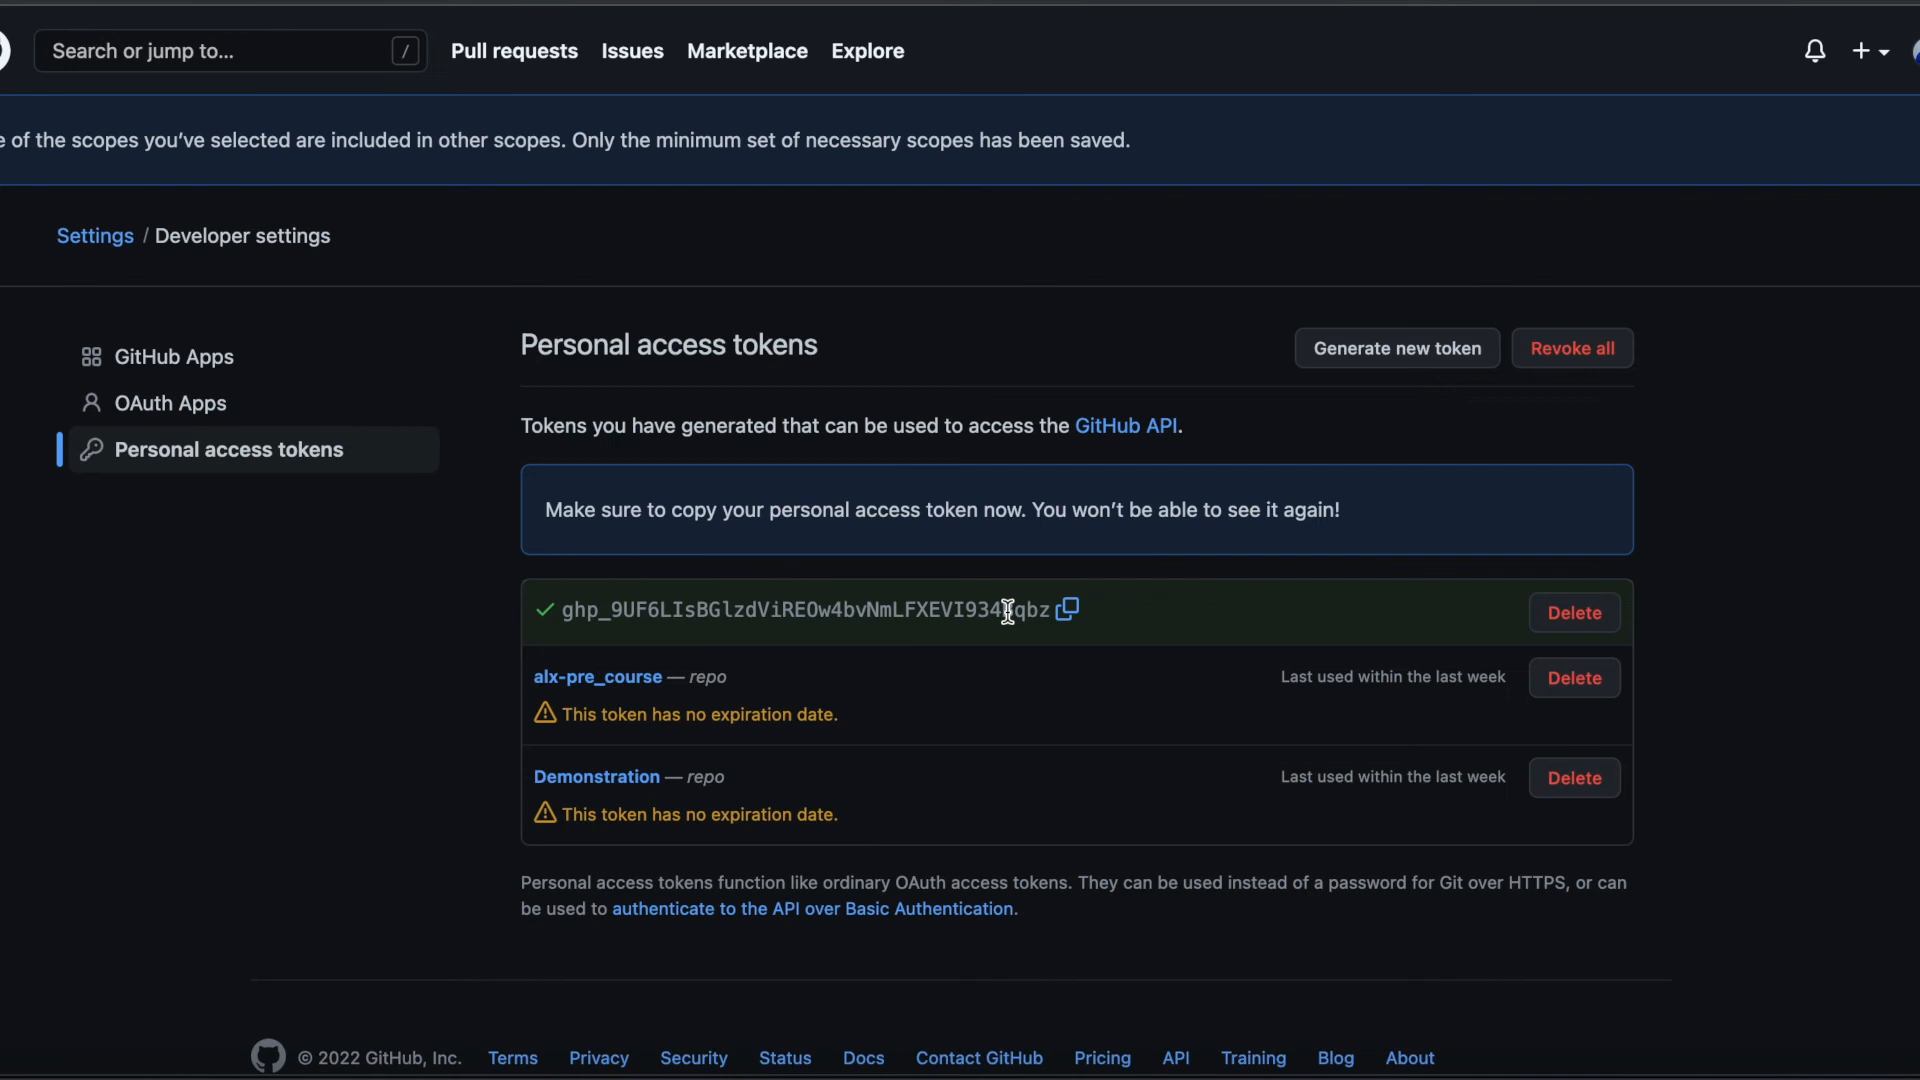 Search or jump to... /
Pull requests Issues Marketplace Explore
of the scopes you've selected are included in other scopes. Only the minimum set of necessary scopes has been saved.
Settings / Developer settings
GitHub Apps
OAuth Apps
Personal access tokens
Personal access tokens
Generate new token Revoke all
Tokens you have generated that can be used to access the GitHub API.
Make sure to copy your personal access token now. You won't be able to see it again!
Delete
alx-pre_course — repo Last used within the last week Delete
This token has no expiration date.
Demonstration — repo Last used within the last week Delete
This token has no expiration date.
Personal access tokens function like ordinary OAuth access tokens. They can be used instead of a password for Git over HTTPS, or can
be used to authenticate to the API over Basic Authentication.
© 2022 GitHub, Inc. Terms Privacy Security Status Docs Contact GitHub Pricing API Training Blog About